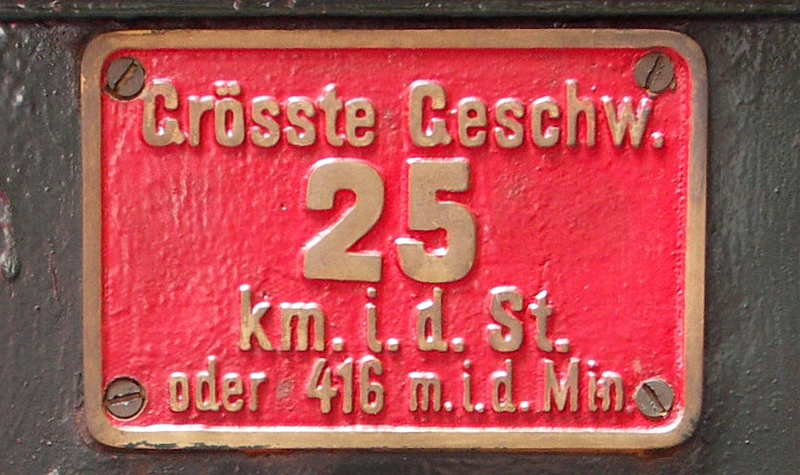 Grösste Geschw.
25
km. i. d. St.
oder 416 m.i.d. Min.